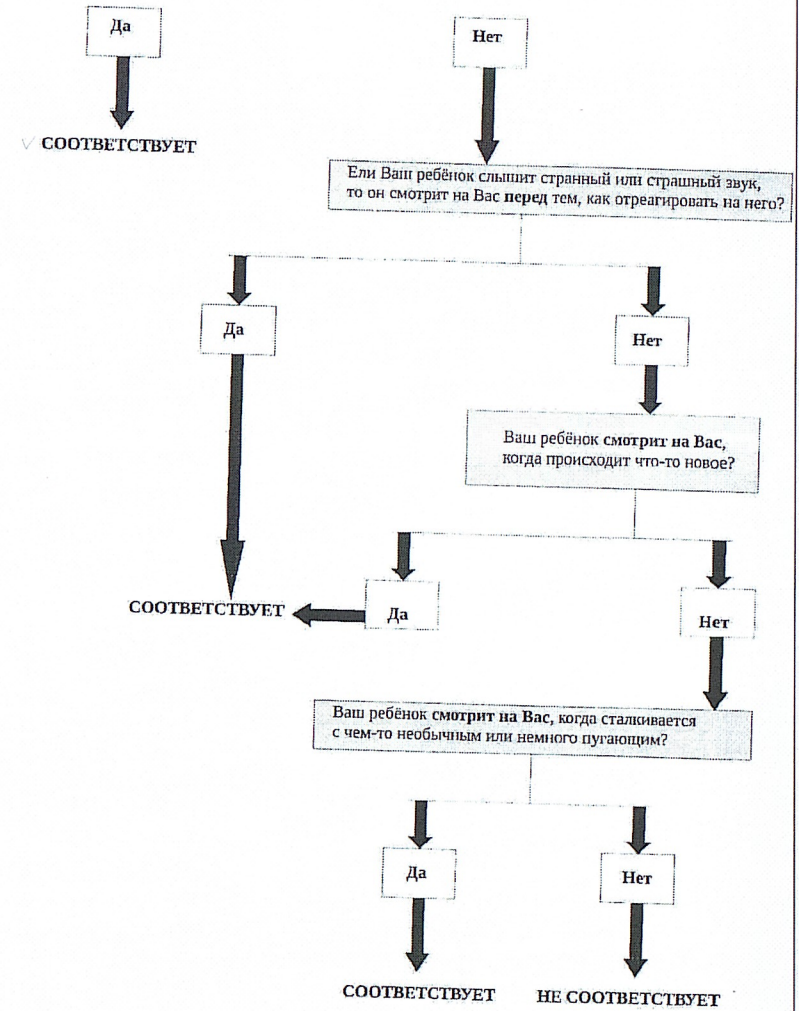 Да
Нет
СООТВЕТСТВУЕТ
Ели Ваш ребёнок слышит странный или страшный звук,
то он смотрит на Вас перед тем, как отреагировать на него?
Да
Нет
Ваш ребёнок смотрит на Вас,
когда происходит что-то новое?
СООТВЕТСТВУЕТ
Да
Нет
Ваш ребёнок смотрит на Вас, когда сталкивается
с чем-то необычным или немного пугающим?
Да
Нет
СООТВЕТСТВУЕТ
НЕ СООТВЕТСТВУЕТ